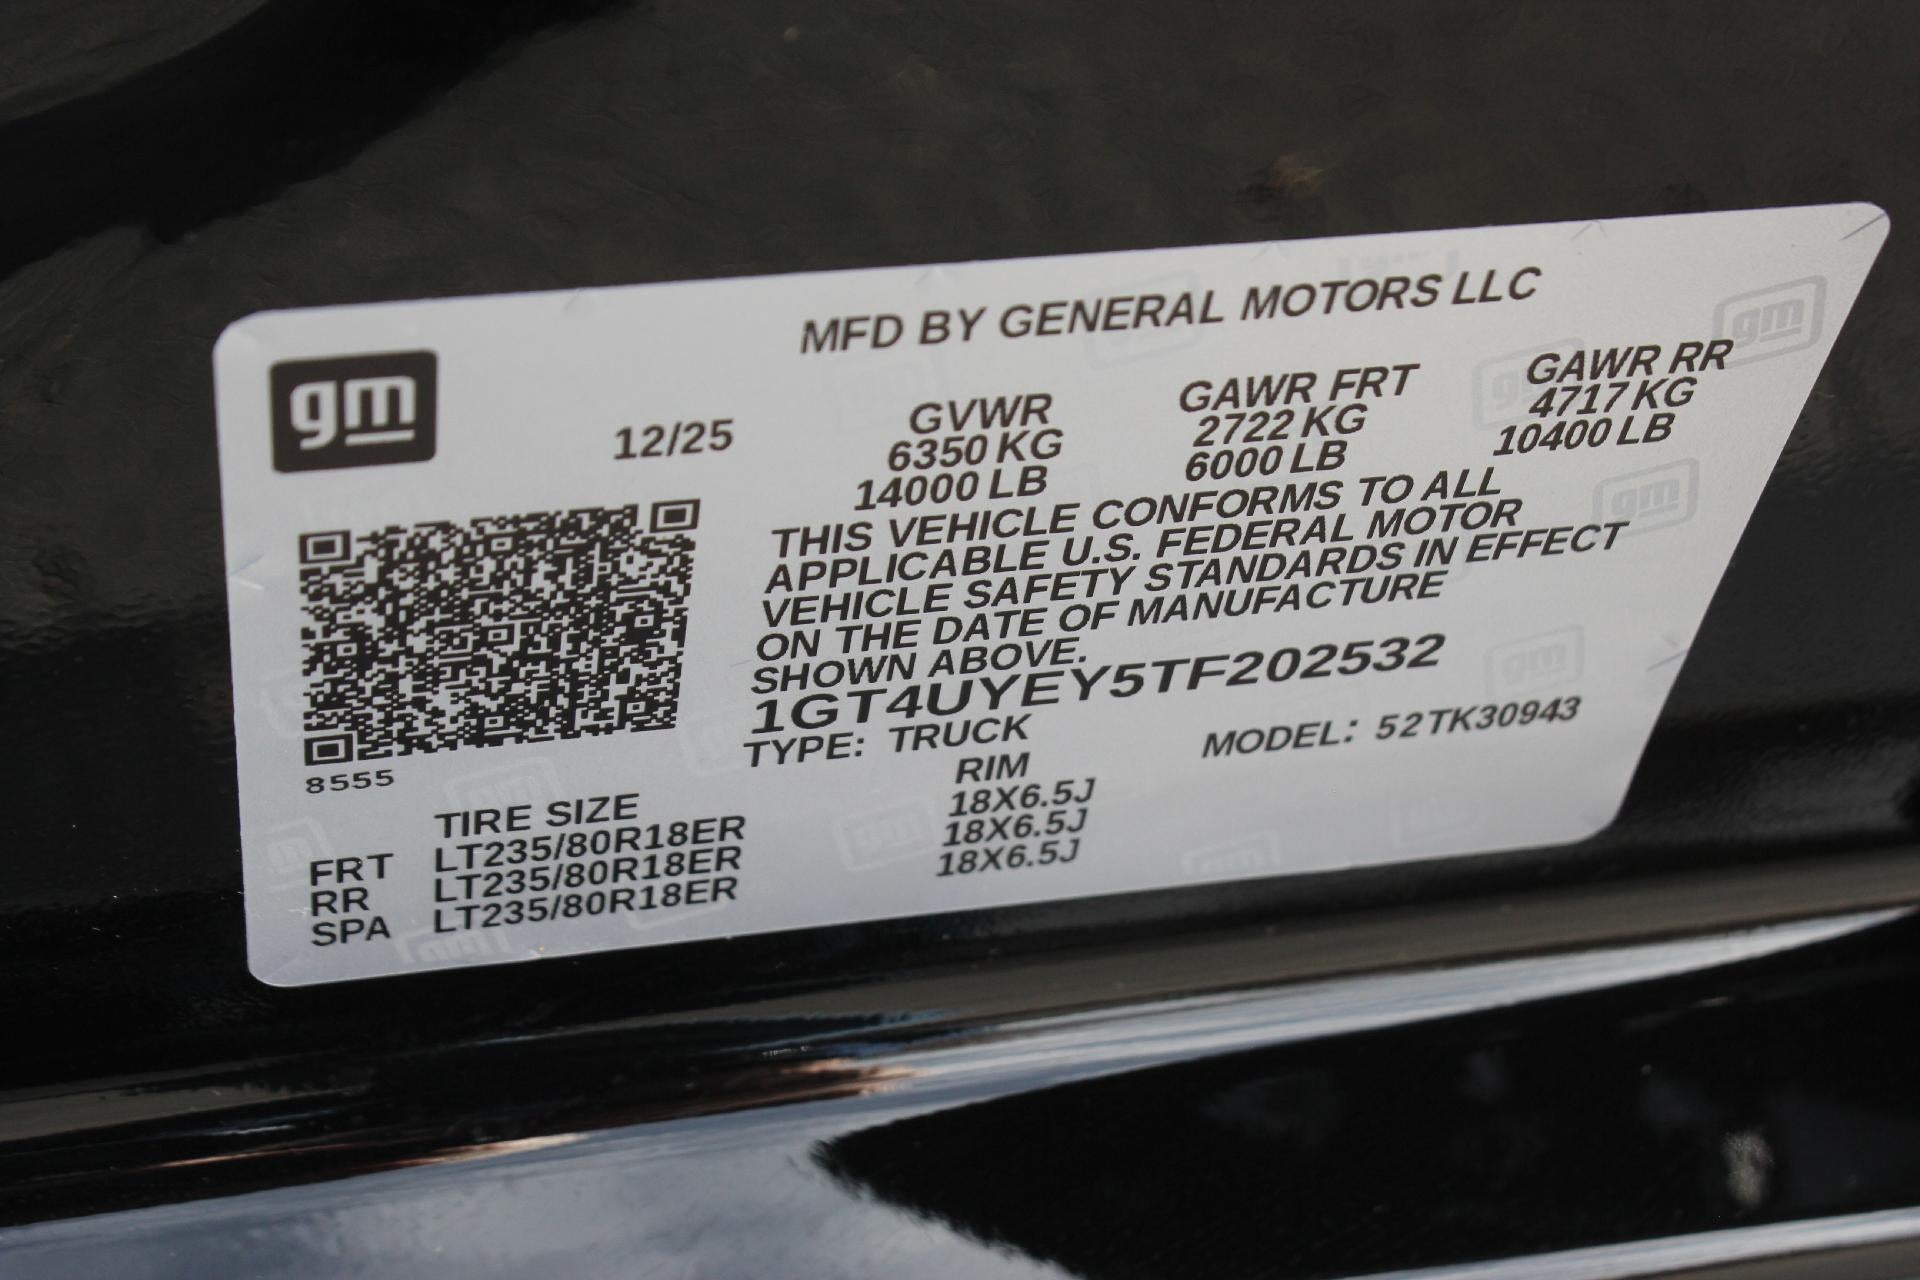 MFD BY GENERAL MOTORS LLC
gm
12/25
GVWR GAWR FRT GAWR RR
6350 KG 2722 KG 4717 KG
14000 LB 6000 LB 10400 LB
THIS VEHICLE CONFORMS TO ALL
APPLICABLE U.S. FEDERAL MOTOR
VEHICLE SAFETY STANDARDS IN EFFECT
ON THE DATE OF MANUFACTURE
SHOWN ABOVE.
1GT4UYEY5TF202532
TYPE: TRUCK MODEL: 52TK30943
8555
TIRE SIZE RIM
FRT LT235/80R18ER 18X6.5J
RR LT235/80R18ER 18X6.5J
SPA LT235/80R18ER 18X6.5J